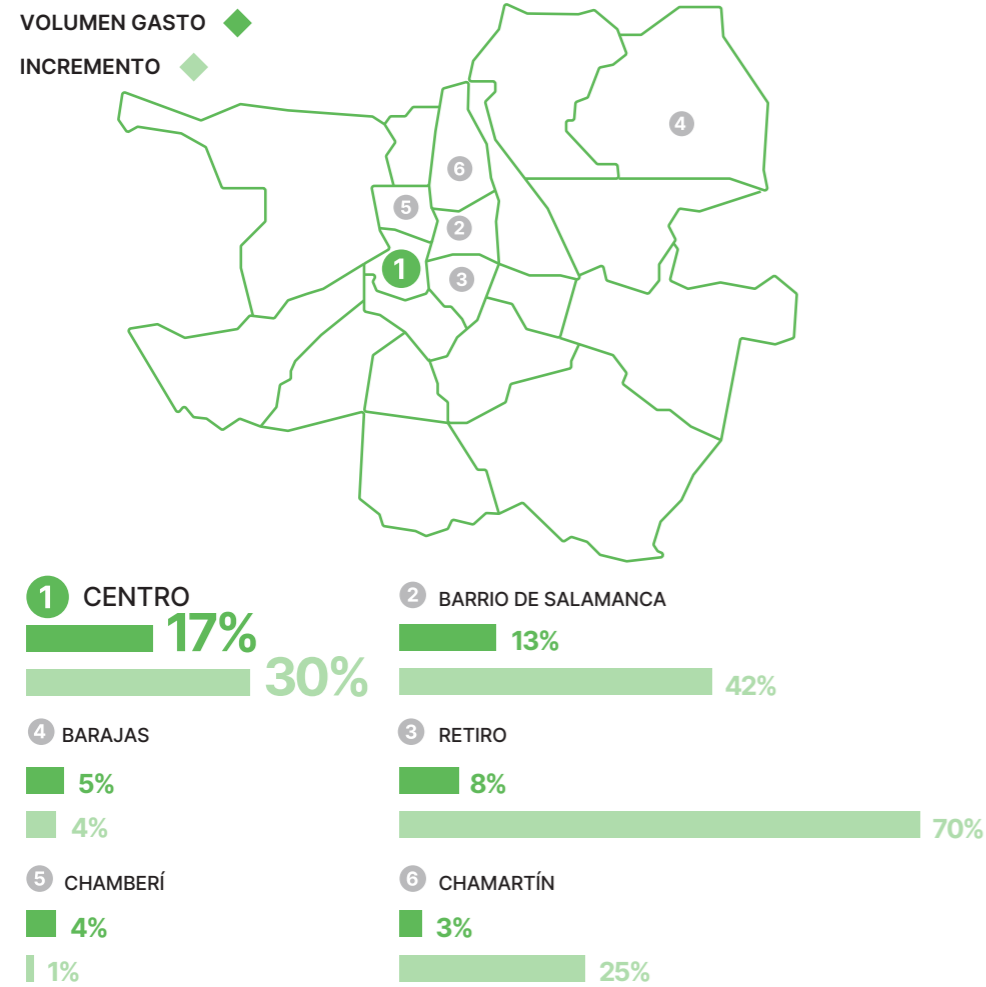 VOLUMEN GASTO
INCREMENTO
4
6
5
2
1
3
1 CENTRO
17%
30%
2 BARRIO DE SALAMANCA
13%
42%
4 BARAJAS
5%
4%
3 RETIRO
8%
70%
5 CHAMBERÍ
4%
1%
6 CHAMARTÍN
3%
25%